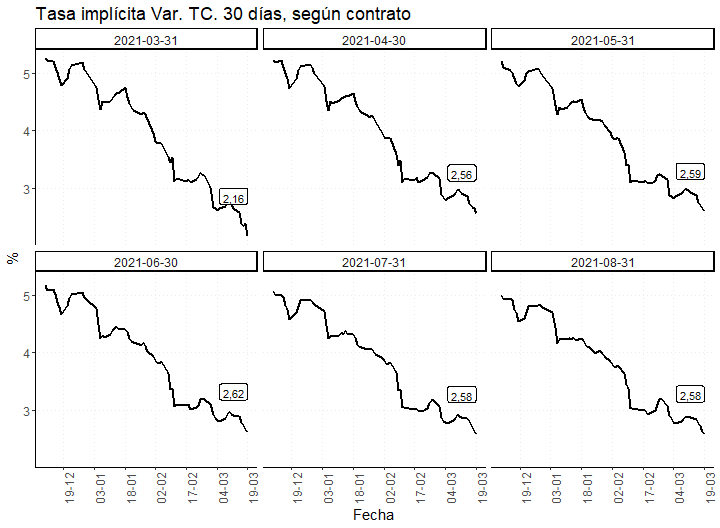 Tasa implícita Var. TC. 30 días, según contrato
2021-03-31 2021-04-30 2021-05-31
5
4
3
2,16 2,56 2,59
%
2021-06-30 2021-07-31 2021-08-31
5
4
3
2,62 2,58 2,58
19-12 03-01 18-01 02-02 17-02 04-03 19-03 19-12 03-01 18-01 02-02 17-02 04-03 19-03 19-12 03-01 18-01 02-02 17-02 04-03 19-03
Fecha